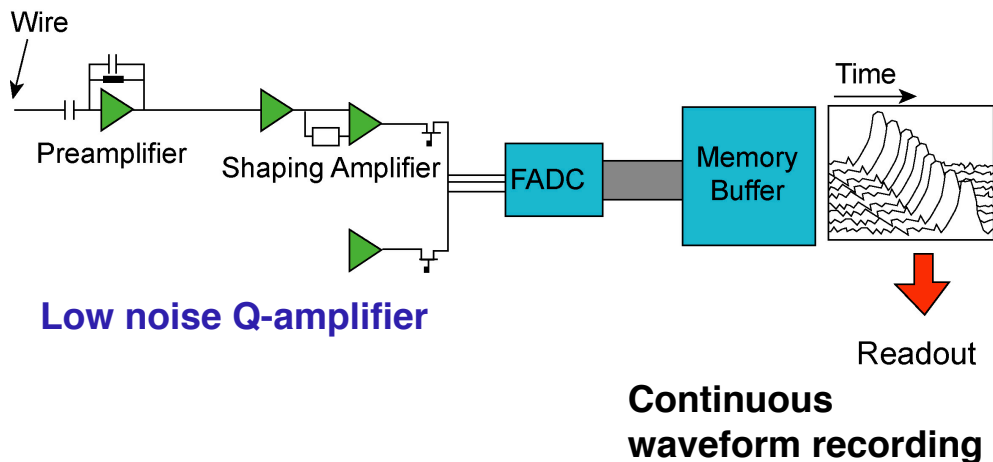 Wire
Time
Preamplifier
Shaping Amplifier
FADC
Memory
Buffer
Low noise Q-amplifier
Readout
Continuous
waveform recording